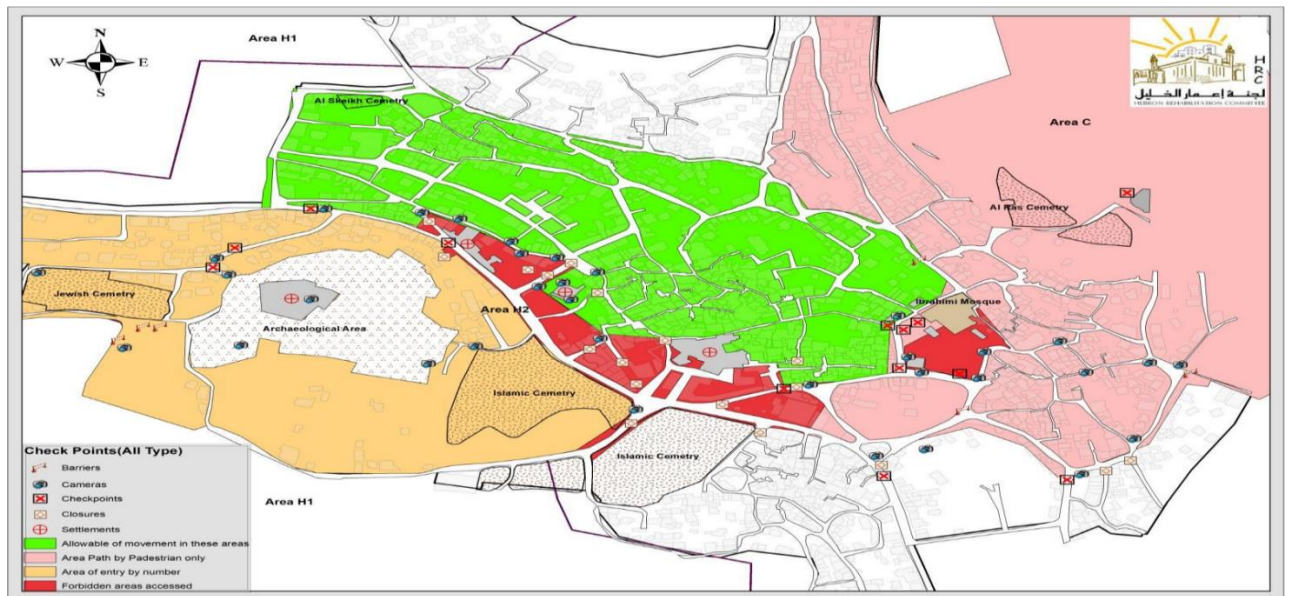 N
W E
S
Area H1
HRC
لجنة إعمار الخليل
HEBRON REHABILITATION COMMITTEE
Al Skeikh Cemetry
Area C
Al Ras Cemetry
Jewish Cemetry
Ibrahimi Mosque
Area H2
Archaeological Area
Islamic Cemetry
Islamic Cemetry
Area H1
Check Points(All Type)
Barriers
Cameras
Checkpoints
Closures
Settlements
Allowable of movement in these areas
Area Path by Padestrian only
Area of entry by number
Forbidden areas accessed